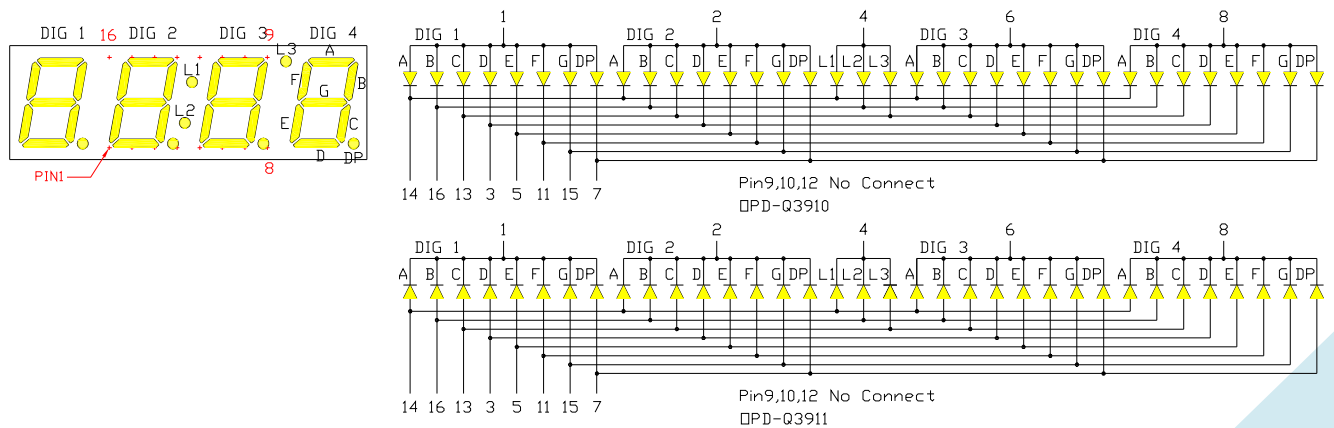 DIG 1 16 DIG 2 DIG 3 9 DIG 4
L3 A
L1 F B
G
L2 E C
D DP
PIN1 8
1 2 4 6 8
DIG 1 DIG 2 DIG 3 DIG 4
A B C D E F G DP A B C D E F G DP L1 L2 L3 A B C D E F G DP A B C D E F G DP
14 16 13 3 5 11 15 7
Pin9,10,12 No Connect
OPD-Q3910
1 2 4 6 8
DIG 1 DIG 2 DIG 3 DIG 4
A B C D E F G DP A B C D E F G DP L1 L2 L3 A B C D E F G DP A B C D E F G DP
14 16 13 3 5 11 15 7
Pin9,10,12 No Connect
OPD-Q3911